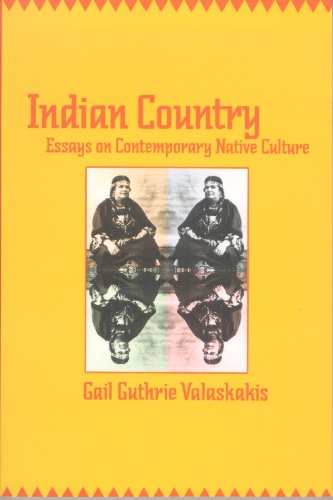 Indian Country
Essays on Contemporary Native Culture
Gail Guthrie Valaskakis